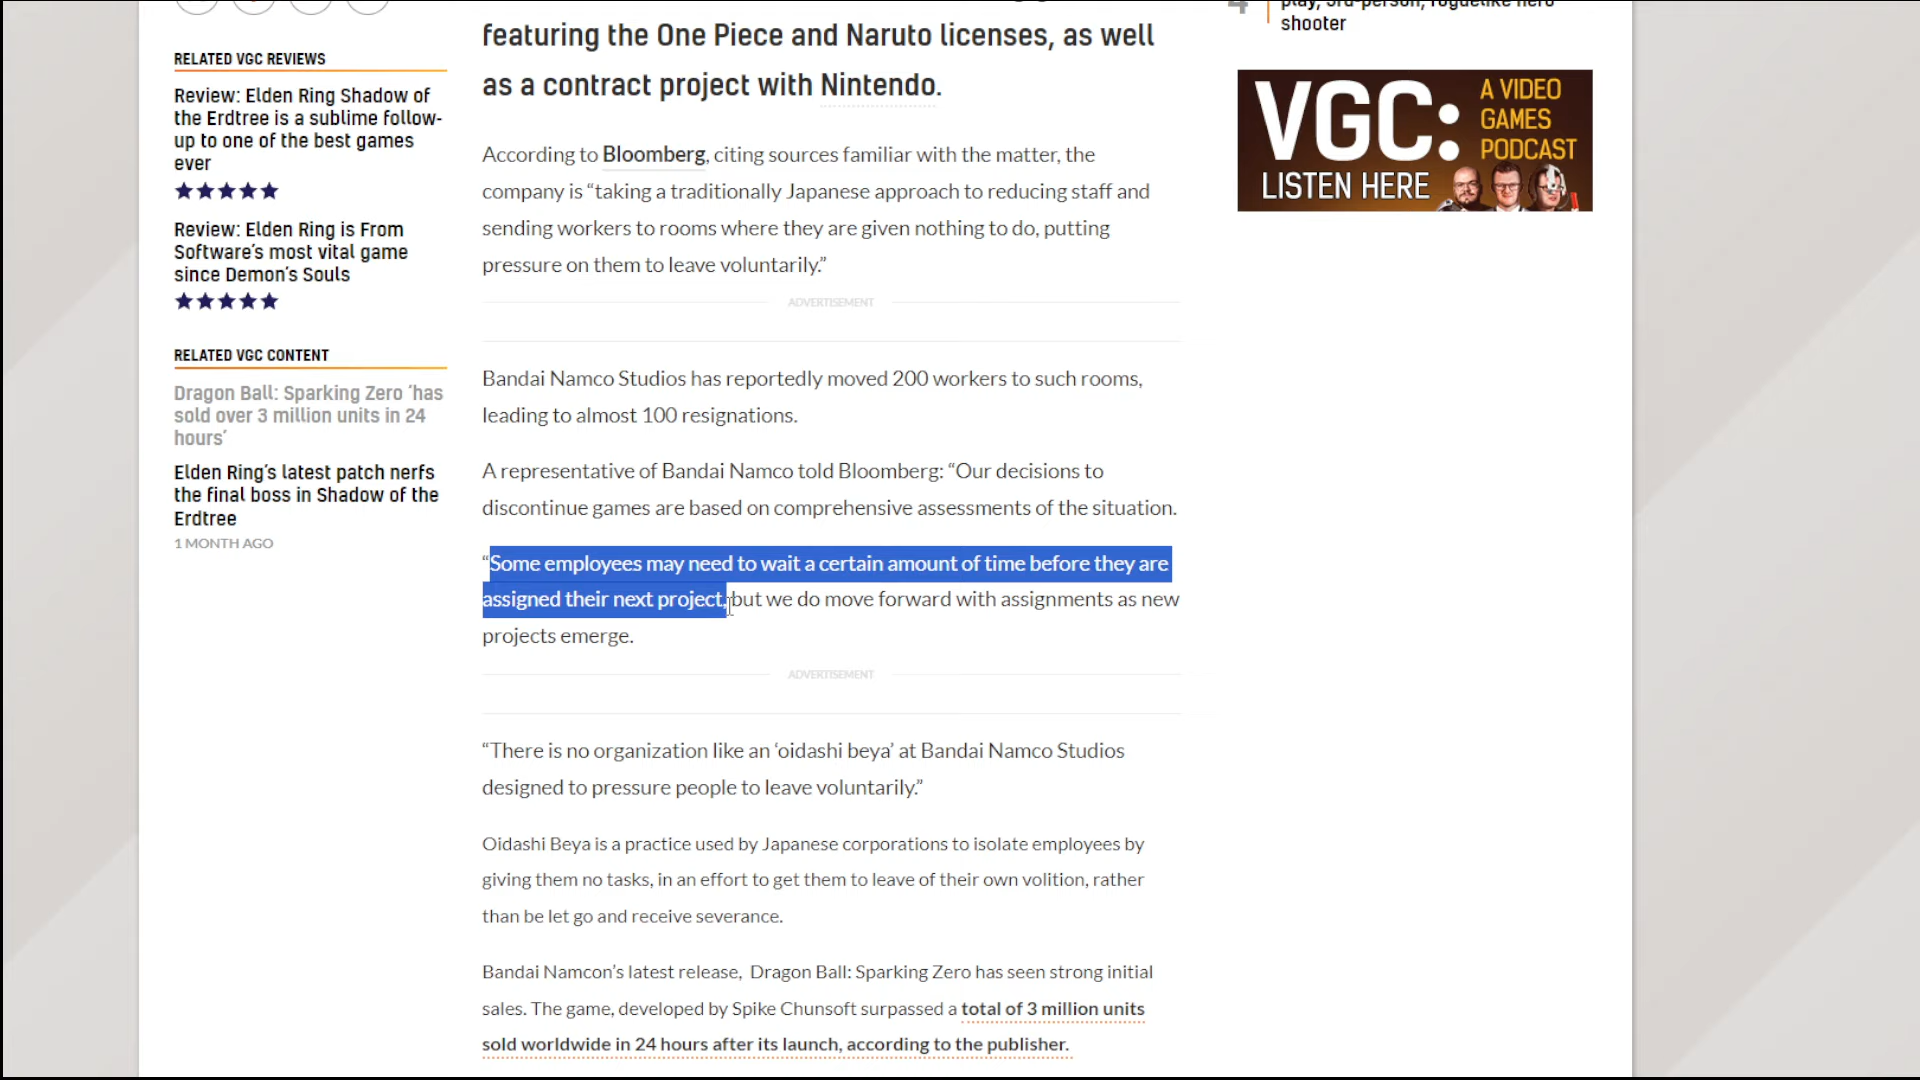 RELATED VGC REVIEWS
Review: Elden Ring Shadow of
the Erdtree is a sublime follow-
up to one of the best games
ever
Review: Elden Ring is From
Software's most vital game
since Demon's Souls
RELATED VGC CONTENT
Dragon Ball: Sparking Zero ‘has
sold over 3 million units in 24
hours’
Elden Ring's latest patch nerfs
the final boss in Shadow of the
Erdtree
1 MONTH AGO
featuring the One Piece and Naruto licenses, as well
as a contract project with Nintendo.
According to Bloomberg, citing sources familiar with the matter, the
company is “taking a traditionally Japanese approach to reducing staff and
sending workers to rooms where they are given nothing to do, putting
pressure on them to leave voluntarily.”
ADVERTISEMENT
Bandai Namco Studios has reportedly moved 200 workers to such rooms,
leading to almost 100 resignations.
A representative of Bandai Namco told Bloomberg: “Our decisions to
discontinue games are based on comprehensive assessments of the situation.
“Some employees may need to wait a certain amount of time before they are
assigned their next project, but we do move forward with assignments as new
projects emerge.
ADVERTISEMENT
“There is no organization like an ‘oidashi beya’ at Bandai Namco Studios
designed to pressure people to leave voluntarily.”
Oidashi Beya is a practice used by Japanese corporations to isolate employees by
giving them no tasks, in an effort to get them to leave of their own volition, rather
than be let go and receive severance.
Bandai Namcon's latest release, Dragon Ball: Sparking Zero has seen strong initial
sales. The game, developed by Spike Chunsoft surpassed a total of 3 million units
sold worldwide in 24 hours after its launch, according to the publisher.
4
play, 3rd-person, roguelike hero
shooter
VGC:
A VIDEO
GAMES
PODCAST
LISTEN HERE